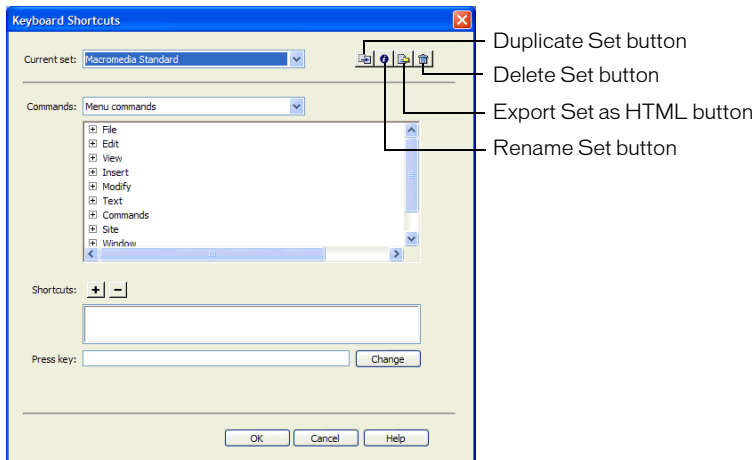 Keyboard Shortcuts
Current set: Macromedia Standard
Duplicate Set button
Delete Set button
Export Set as HTML button
Rename Set button
Commands: Menu commands
File
Edit
View
Insert
Modify
Text
Commands
Site
Window
Shortcuts:
Press key: Change
OK Cancel Help